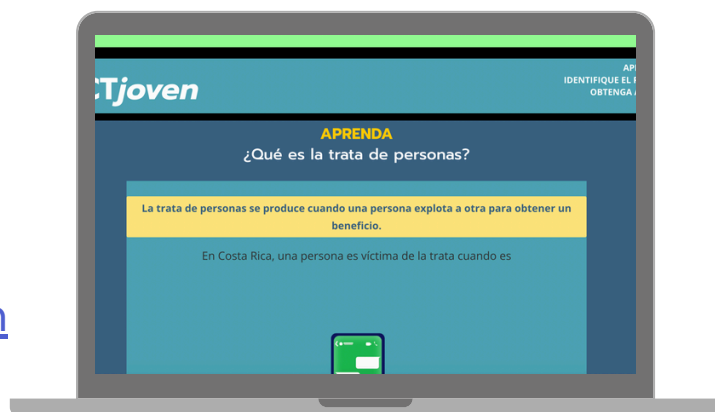 Tjoven
IDENTIFIQUE EL
OBTENGA
APRENDA
¿Qué es la trata de personas?
La trata de personas se produce cuando una persona explota a otra para obtener un
beneficio.
En Costa Rica, una persona es víctima de la trata cuando es
n